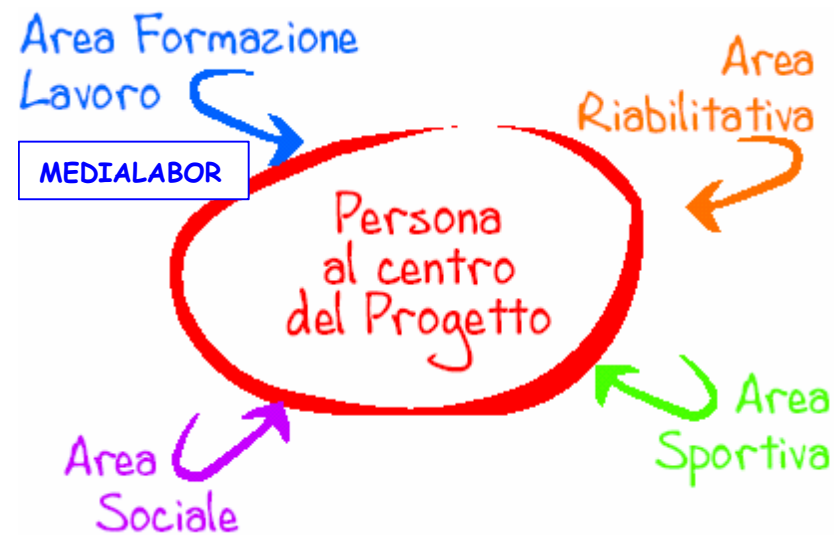 Area Formazione
Lavoro
MEDIALABOR
Area
Riabilitativa
Persona
al centro
del Progetto
Area
Sportiva
Area
Sociale